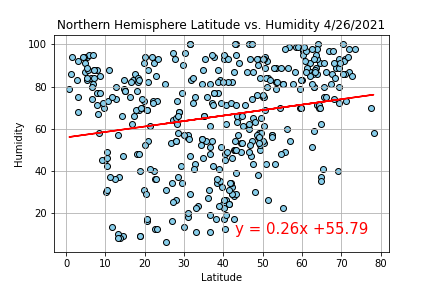 Northern Hemisphere Latitude vs. Humidity 4/26/2021
100
80
60
40
20
Humidity
y = 0.26x +55.79
0 10 20 30 40 50 60 70 80
Latitude